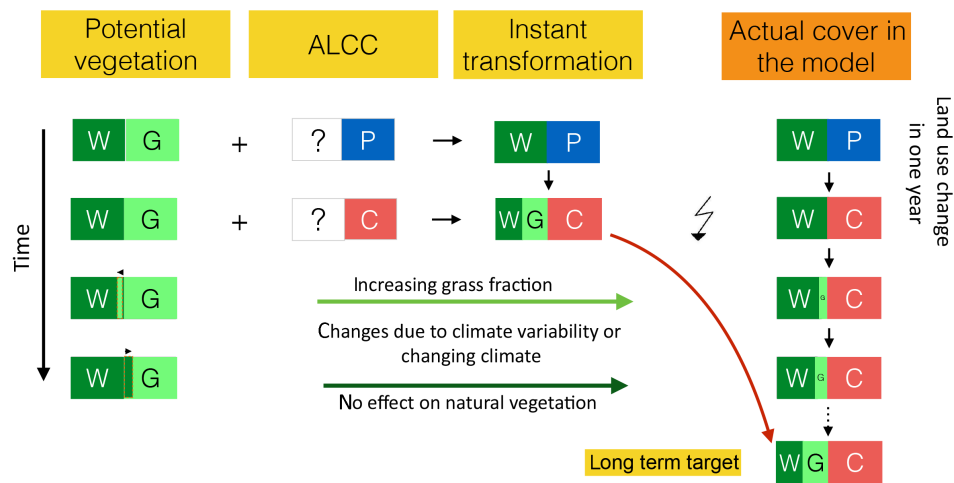 Potential
vegetation
ALCC
Instant
transformation
Actual cover in
the model
Time
W G + ? P W P W P
Land use change
in one year
W G + ? C W G C W C
W G
Increasing grass fraction
W G C
Changes due to climate variability or
changing climate
W G
No effect on natural vegetation
W G C
Long term target
W G C